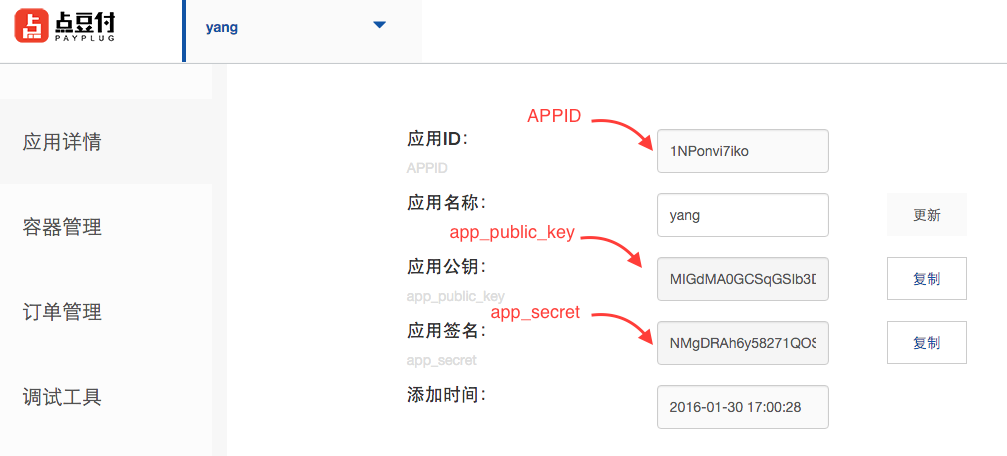 点
点豆付
PAYPLUG
yang
应用详情
容器管理
订单管理
调试工具
APPID
应用ID:
APPID
1NPonvi7iko
应用名称:
yang
更新
app_public_key
应用公钥:
app_public_key
MIGdMA0GCSqGSIb3D
复制
app_secret
应用签名:
app_secret
NMgDRAh6y58271QOS
复制
添加时间:
2016-01-30 17:00:28